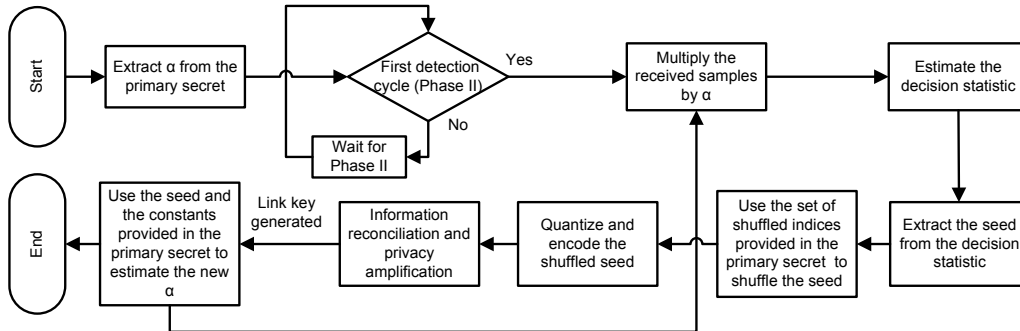 Start
Extract α from the
primary secret
First detection
cycle (Phase II)
Yes
No
Wait for
Phase II
Multiply the
received samples
by α
Estimate the
decision statistic
Extract the seed
from the decision
statistic
Use the set of
shuffled indices
provided in the
primary secret to
shuffle the seed
Quantize and
encode the
shuffled seed
Information
reconciliation and
privacy
amplification
Link key
generated
Use the seed and
the constants
provided in the
primary secret to
estimate the new
α
End